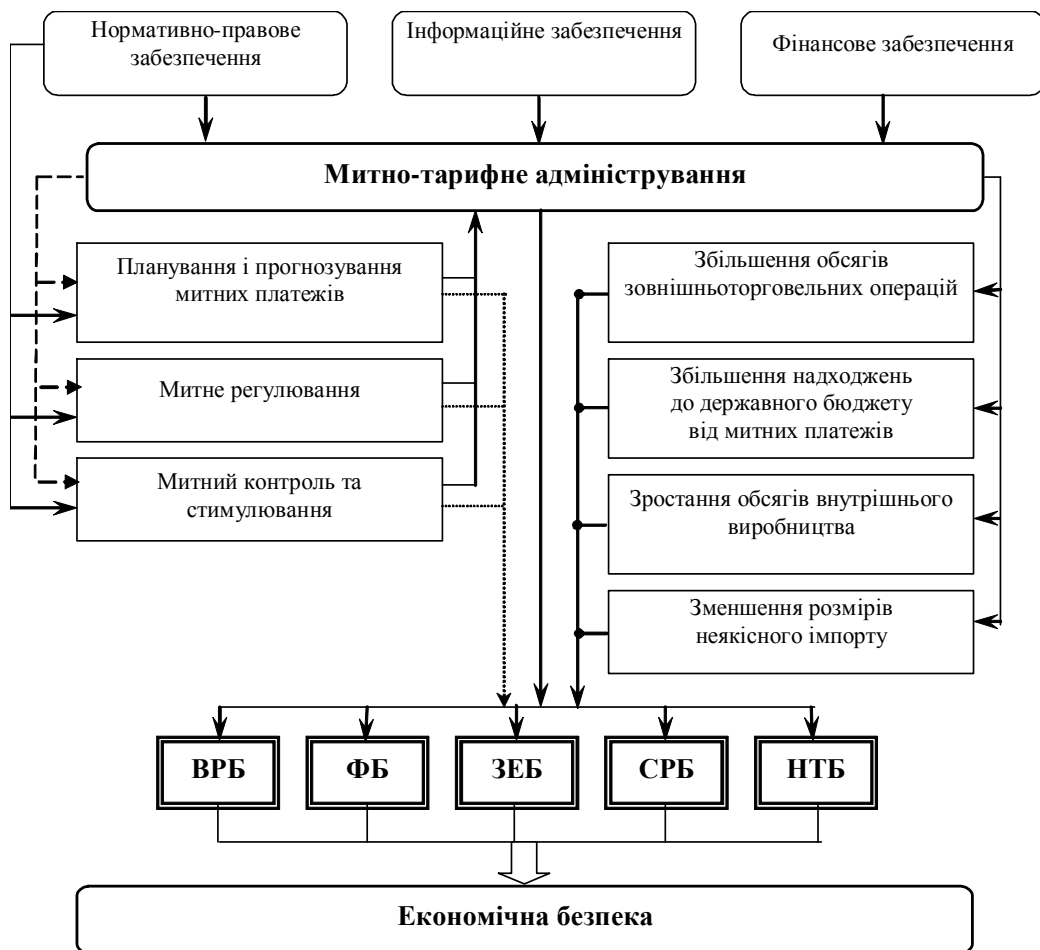 Нормативно-правове
забезпечення
Інформаційне забезпечення
Фінансове забезпечення
Митно-тарифне адміністрування
Планування і прогнозування
митних платежів
Митне регулювання
Митний контроль та
стимулювання
Збільшення обсягів
зовнішньоторговельних операцій
Збільшення надходжень
до державного бюджету
від митних платежів
Зростання обсягів внутрішнього
виробництва
Зменшення розмірів
неякісного імпорту
ВРБ
ФБ
ЗЕБ
СРБ
НТБ
Економічна безпека